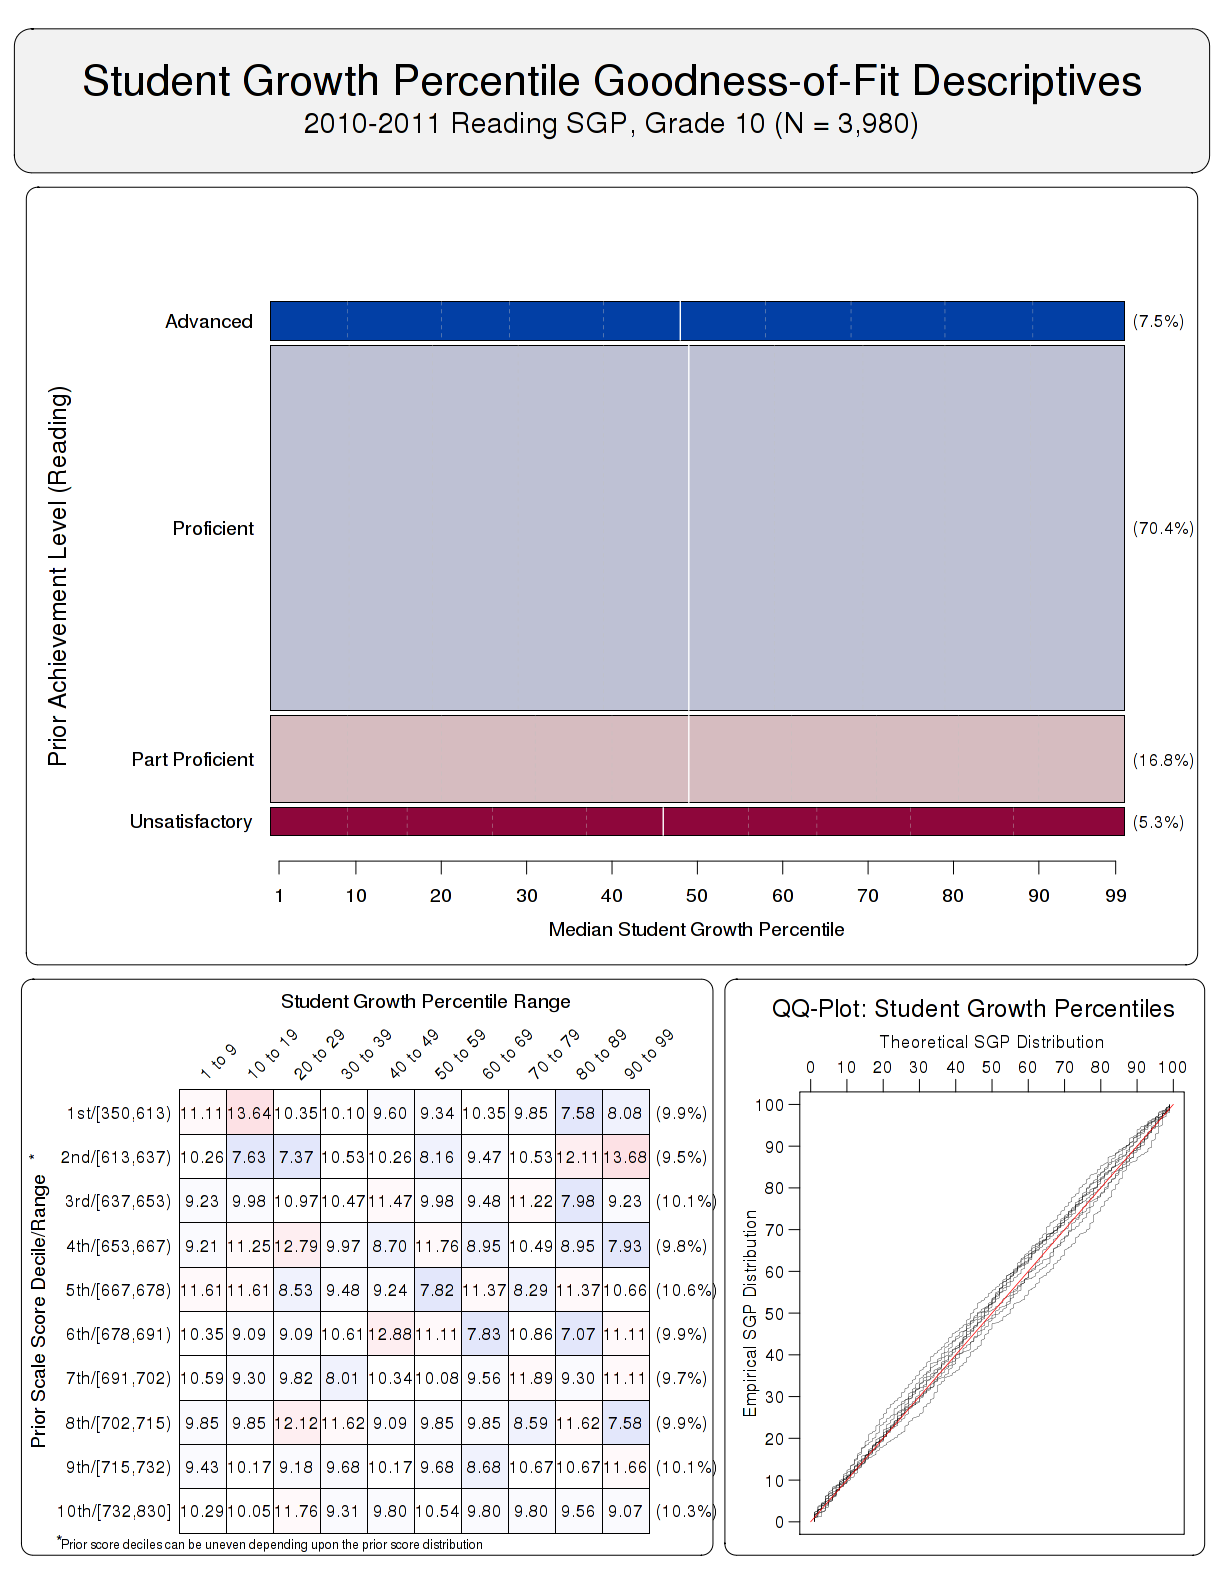 Student Growth Percentile Goodness-of-Fit Descriptives
2010-2011 Reading SGP, Grade 10 (N = 3,980)
Prior Achievement Level (Reading)
Advanced (7.5%)
Proficient (70.4%)
Part Proficient (16.8%)
Unsatisfactory (5.3%)
1 10 20 30 40 50 60 70 80 90 99
Median Student Growth Percentile
Student Growth Percentile Range
1 to 9 10 to 19 20 to 29 30 to 39 40 to 49 50 to 59 60 to 69 70 to 79 80 to 89 90 to 99
Prior Scale Score Decile/Range *
1st/[350,613) 11.11 13.64 10.35 10.10 9.60 9.34 10.35 9.85 7.58 8.08 (9.9%)
2nd/[613,637) 10.26 7.63 7.37 10.53 10.26 8.16 9.47 10.53 12.11 13.68 (9.5%)
3rd/[637,653) 9.23 9.98 10.97 10.47 11.47 9.98 9.48 11.22 7.98 9.23 (10.1%)
4th/[653,667) 9.21 11.25 12.79 9.97 8.70 11.76 8.95 10.49 8.95 7.93 (9.8%)
5th/[667,678) 11.61 11.61 8.53 9.48 9.24 7.82 11.37 8.29 11.37 10.66 (10.6%)
6th/[678,691) 10.35 9.09 9.09 10.61 12.88 11.11 7.83 10.86 7.07 11.11 (9.9%)
7th/[691,702) 10.59 9.30 9.82 8.01 10.34 10.08 9.56 11.89 9.30 11.11 (9.7%)
8th/[702,715) 9.85 9.85 12.12 11.62 9.09 9.85 9.85 8.59 11.62 7.58 (9.9%)
9th/[715,732) 9.43 10.17 9.18 9.68 10.17 9.68 8.68 10.67 10.67 11.66 (10.1%)
10th/[732,830] 10.29 10.05 11.76 9.31 9.80 10.54 9.80 9.80 9.56 9.07 (10.3%)
*Prior score deciles can be uneven depending upon the prior score distribution
QQ-Plot: Student Growth Percentiles
Theoretical SGP Distribution
0 10 20 30 40 50 60 70 80 90 100
Empirical SGP Distribution
100
90
80
70
60
50
40
30
20
10
0